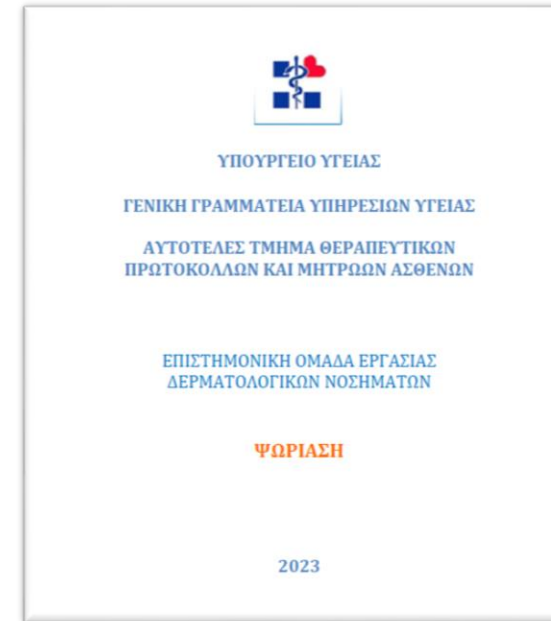 ΥΠΟΥΡΓΕΙΟ ΥΓΕΙΑΣ
ΓΕΝΙΚΗ ΓΡΑΜΜΑΤΕΙΑ ΥΠΗΡΕΣΙΩΝ ΥΓΕΙΑΣ
ΑΥΤΟΤΕΛΕΣ ΤΜΗΜΑ ΘΕΡΑΠΕΥΤΙΚΩΝ
ΠΡΩΤΟΚΟΛΛΩΝ ΚΑΙ ΜΗΤΡΩΩΝ ΑΣΘΕΝΩΝ
ΕΠΙΣΤΗΜΟΝΙΚΗ ΟΜΑΔΑ ΕΡΓΑΣΙΑΣ
ΔΕΡΜΑΤΟΛΟΓΙΚΩΝ ΝΟΣΗΜΑΤΩΝ
ΨΩΡΙΑΣΗ
2023